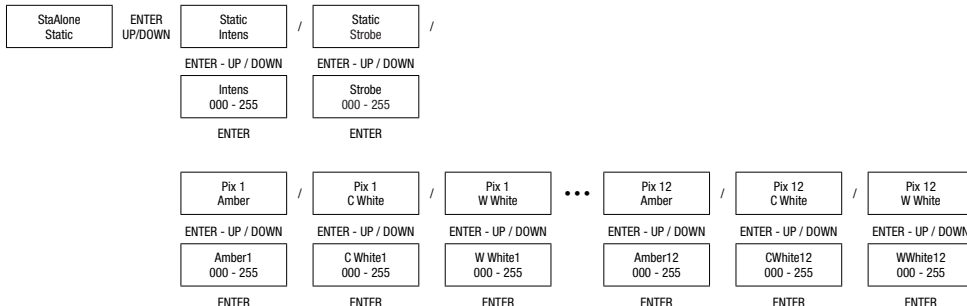 StaAlone ENTER Static / Static /
Static UP/DOWN Intens Strobe
ENTER - UP / DOWN ENTER - UP / DOWN
Intens Strobe
000 - 255 000 - 255
ENTER ENTER
Pix 1 / Pix 1 / Pix 1 ••• Pix 12 / Pix 12 / Pix 12
Amber C White W White Amber C White W White
ENTER - UP / DOWN ENTER - UP / DOWN ENTER - UP / DOWN ENTER - UP / DOWN ENTER - UP / DOWN ENTER - UP / DOWN
Amber1 C White1 W White1 Amber12 CWhite12 WWhite12
000 - 255 000 - 255 000 - 255 000 - 255 000 - 255 000 - 255
ENTER ENTER ENTER ENTER ENTER ENTER